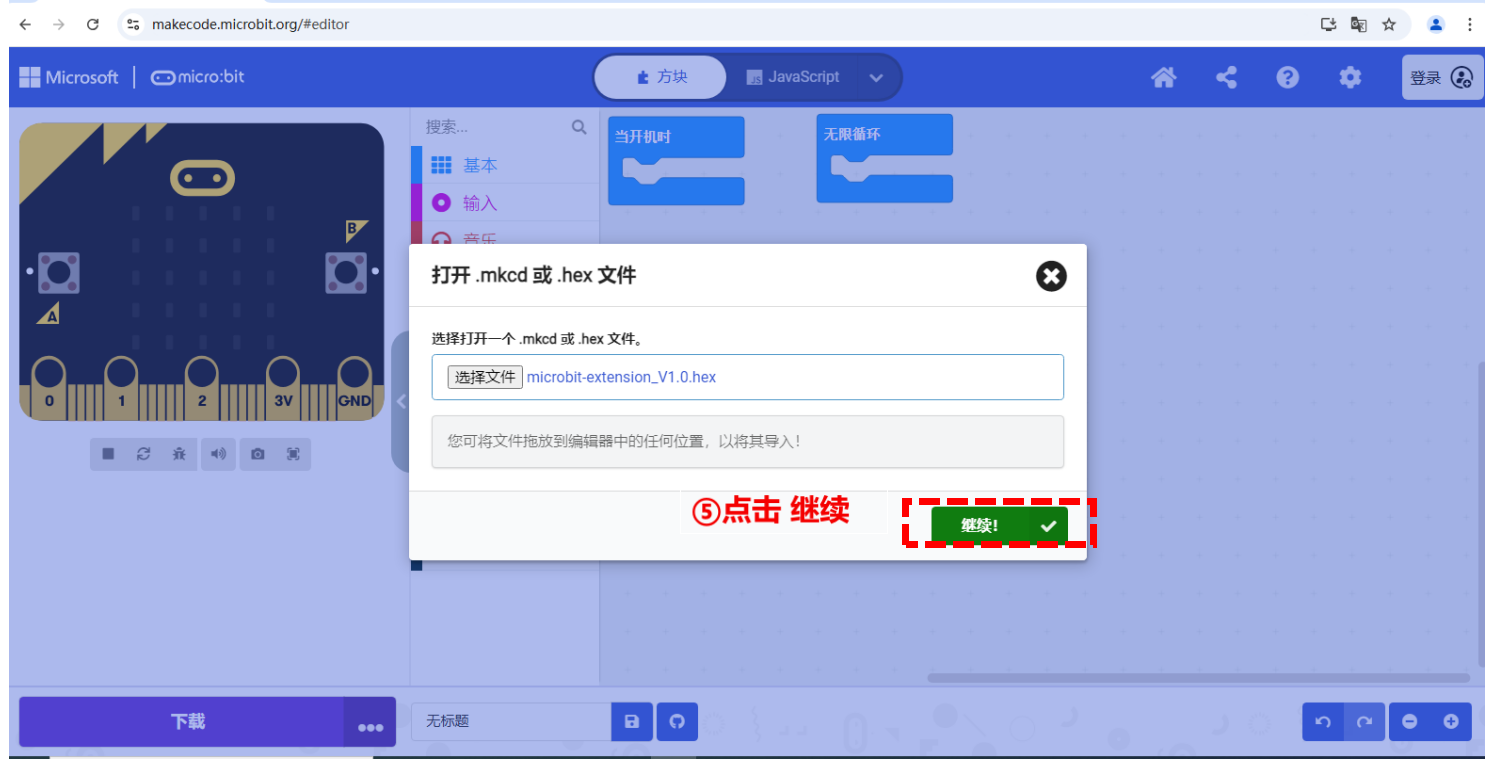 makecode.microbit.org/#editor
Microsoft micro:bit 方块 JS JavaScript 登录
搜索...
基本
输入
音乐
当开机时
无限循环
B
A
0 1 2 3V GND
打开 .mkcd 或 .hex 文件
选择打开一个 .mkcd 或 .hex 文件。
选择文件 microbit-extension_V1.0.hex
您可将文件拖放到编辑器中的任何位置，以将其导入！
⑤点击 继续
继续!
下载
无标题